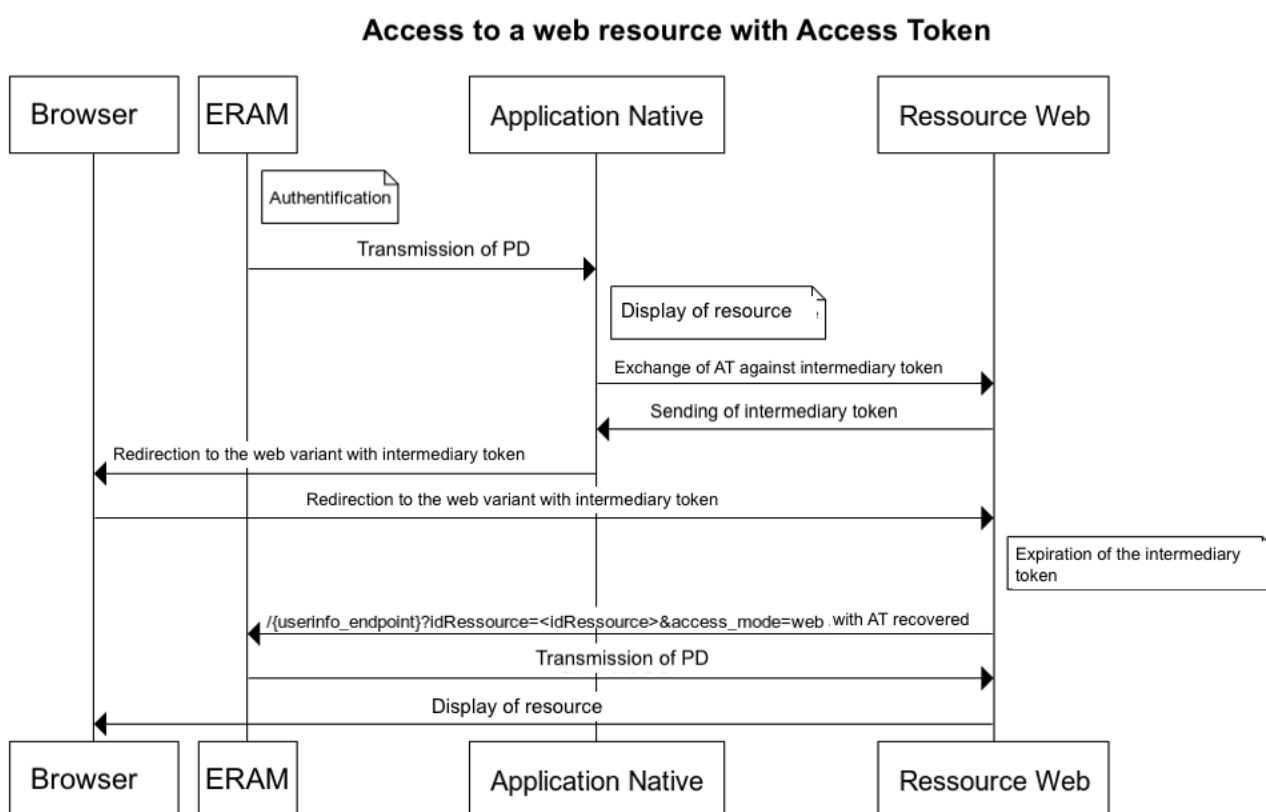 Access to a web resource with Access Token
Browser
ERAM
Application Native
Ressource Web
Authentification
Transmission of PD
Display of resource
Exchange of AT against intermediary token
Sending of intermediary token
Redirection to the web variant with intermediary token
Redirection to the web variant with intermediary token
Expiration of the intermediary
token
/{userinfo_endpoint}?idRessource=<idRessource>&access_mode=web with AT recovered
Transmission of PD
Display of resource
Browser
ERAM
Application Native
Ressource Web